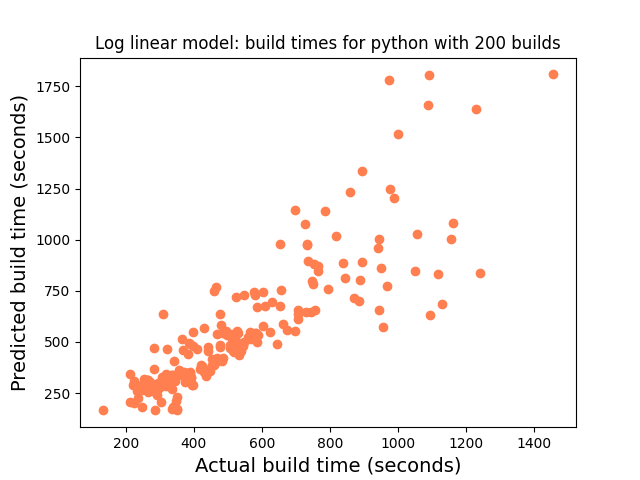 Log linear model: build times for python with 200 builds
1750
1500
1250
1000
750
500
250
Predicted build time (seconds)
200 400 600 800 1000 1200 1400
Actual build time (seconds)